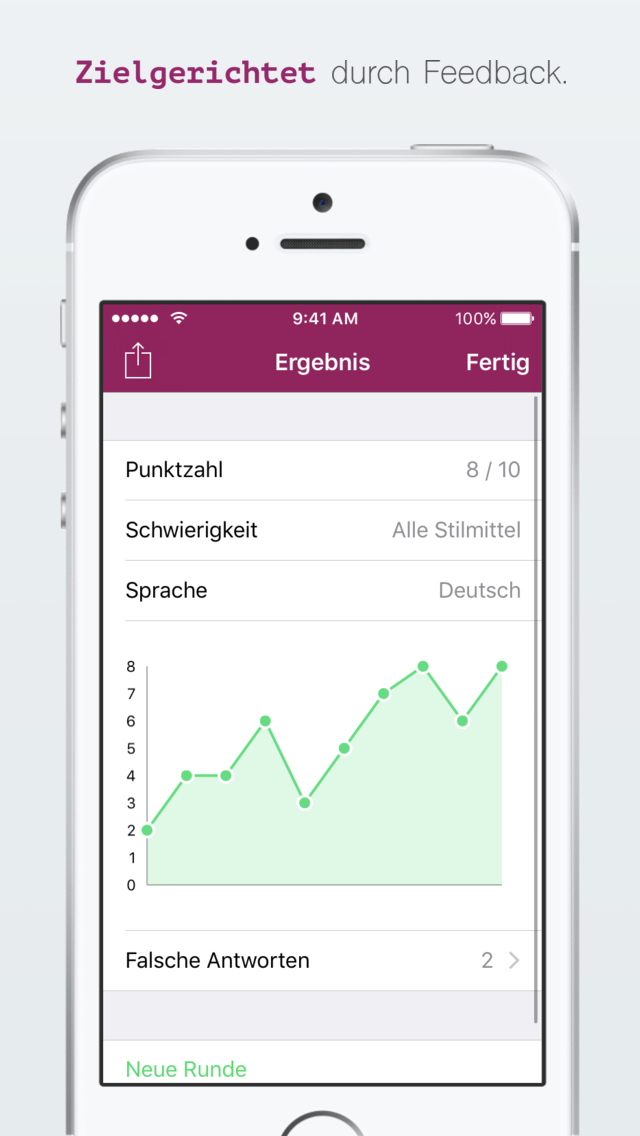 Zielgerichtet durch Feedback.
9:41 AM 100%
Ergebnis Fertig
Punktzahl 8 / 10
Schwierigkeit Alle Stilmittel
Sprache Deutsch
8
7
6
5
4
3
2
1
0
Falsche Antworten 2
Neue Runde